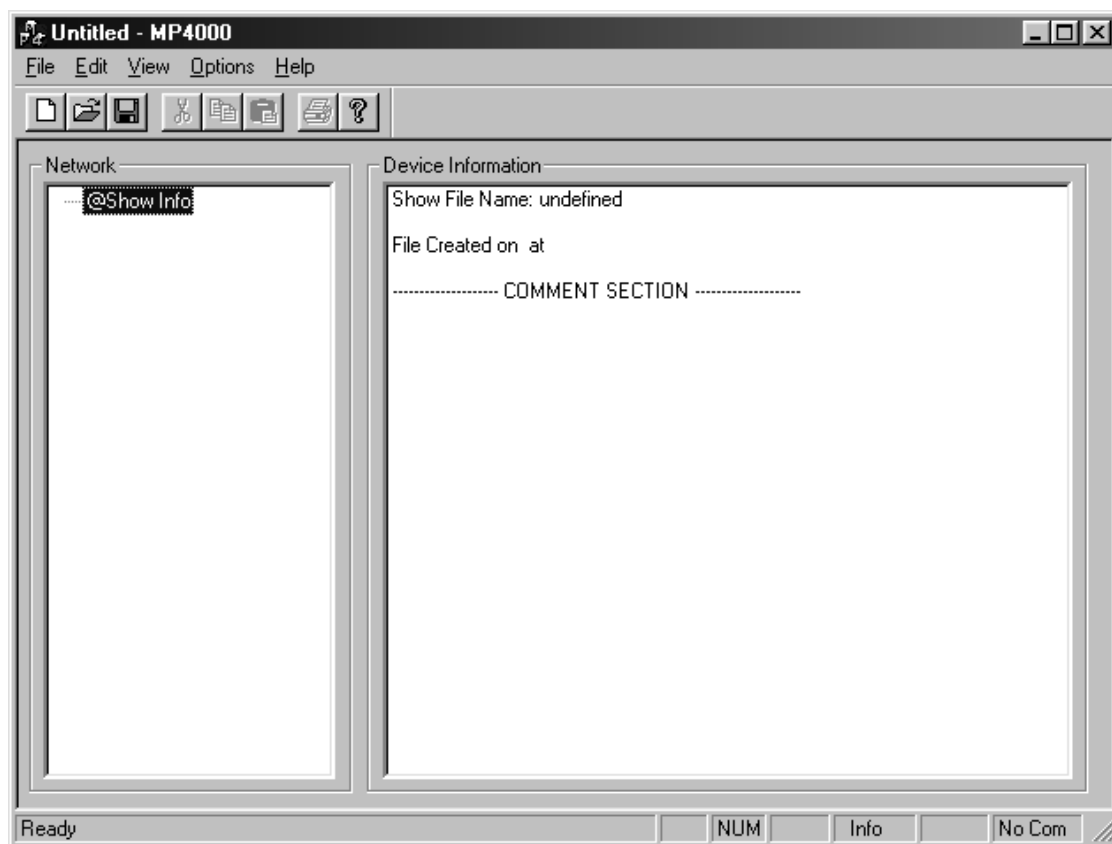 Untitled - MP4000
File Edit View Options Help
Network
@Show Info
Device Information
Show File Name: undefined
File Created on at
------------------- COMMENT SECTION -------------------
Ready NUM Info No Com